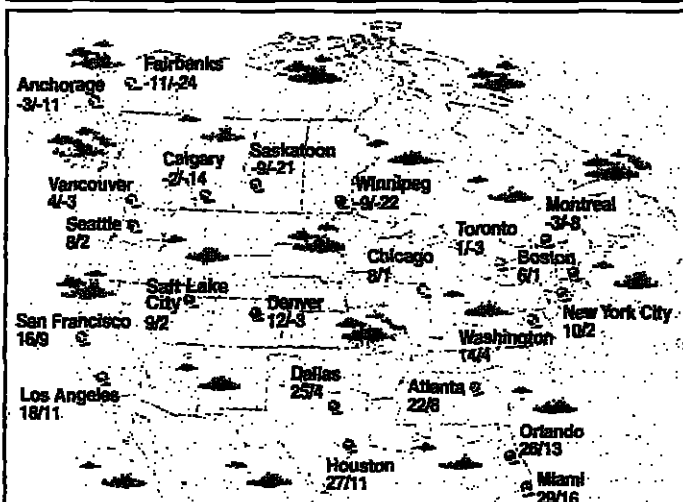 Fairbanks
-11/-24
Anchorage
-3/-11
Calgary
-2/-14
Saskatoon
-9/-21
Vancouver
4/-3
Winnipeg
-9/-22
Seattle
8/2
Montreal
-3/-8
Toronto
1/-3
Chicago
8/1
Boston
6/1
Salt Lake
City
9/2
Denver
12/-3
New York City
10/2
San Francisco
16/9
Washington
14/4
Los Angeles
18/11
Dallas
25/4
Atlanta
22/8
Orlando
26/13
Houston
27/11
Miami
29/16